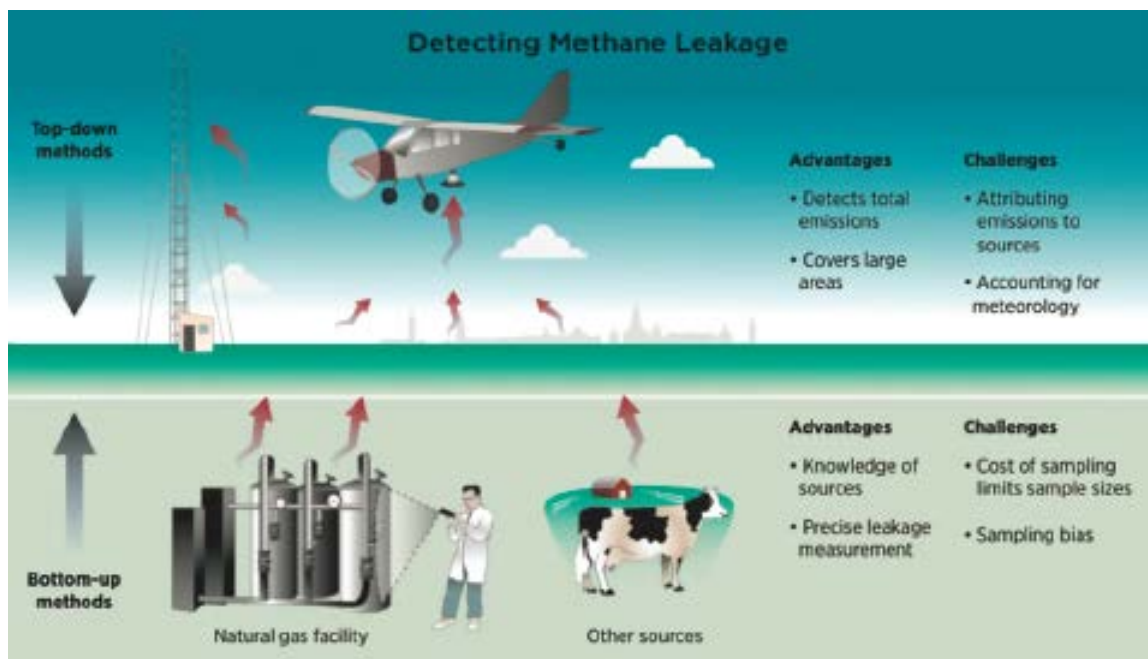 Detecting Methane Leakage
Top-down
methods
Advantages
• Detects total
emissions
• Covers large
areas
Challenges
• Attributing
emissions to
sources
• Accounting for
meteorology
Advantages
• Knowledge of
sources
• Precise leakage
measurement
Challenges
• Cost of sampling
limits sample sizes
• Sampling bias
Bottom-up
methods
Natural gas facility
Other sources